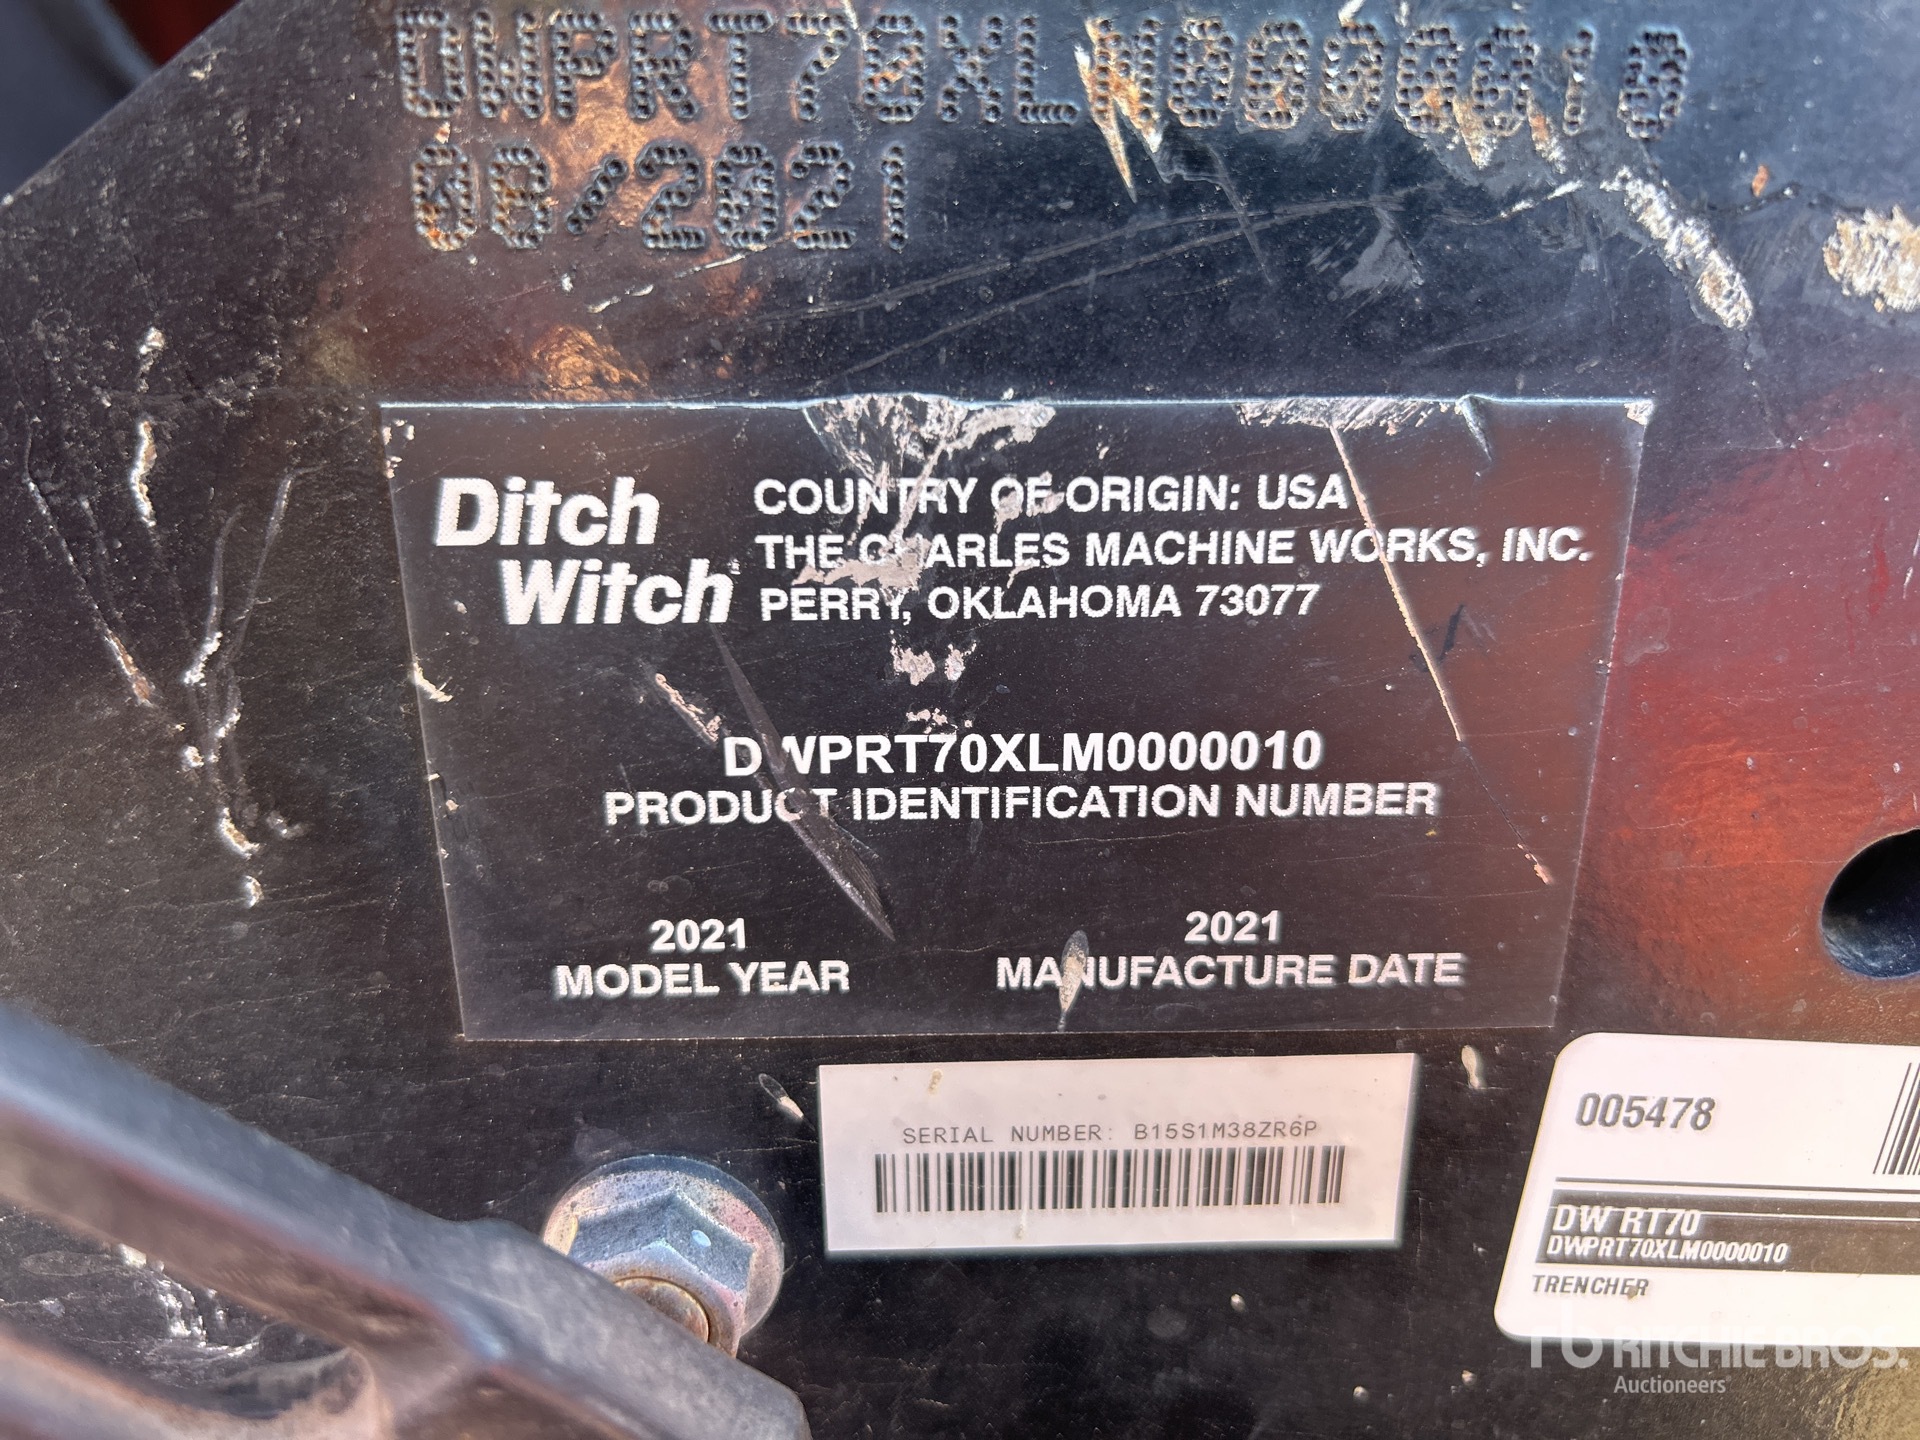 DWPRT70XLM0000010
08/2021
Ditch Witch
COUNTRY OF ORIGIN: USA
THE CHARLES MACHINE WORKS, INC.
PERRY, OKLAHOMA 73077
DWPRT70XLM0000010
PRODUCT IDENTIFICATION NUMBER
2021
MODEL YEAR
2021
MANUFACTURE DATE
SERIAL NUMBER: B15S1M38ZR6P
005478
DW RT70
DWPRT70XLM0000010
TRENCHER
rb RITCHIE BROS.
Auctioneers